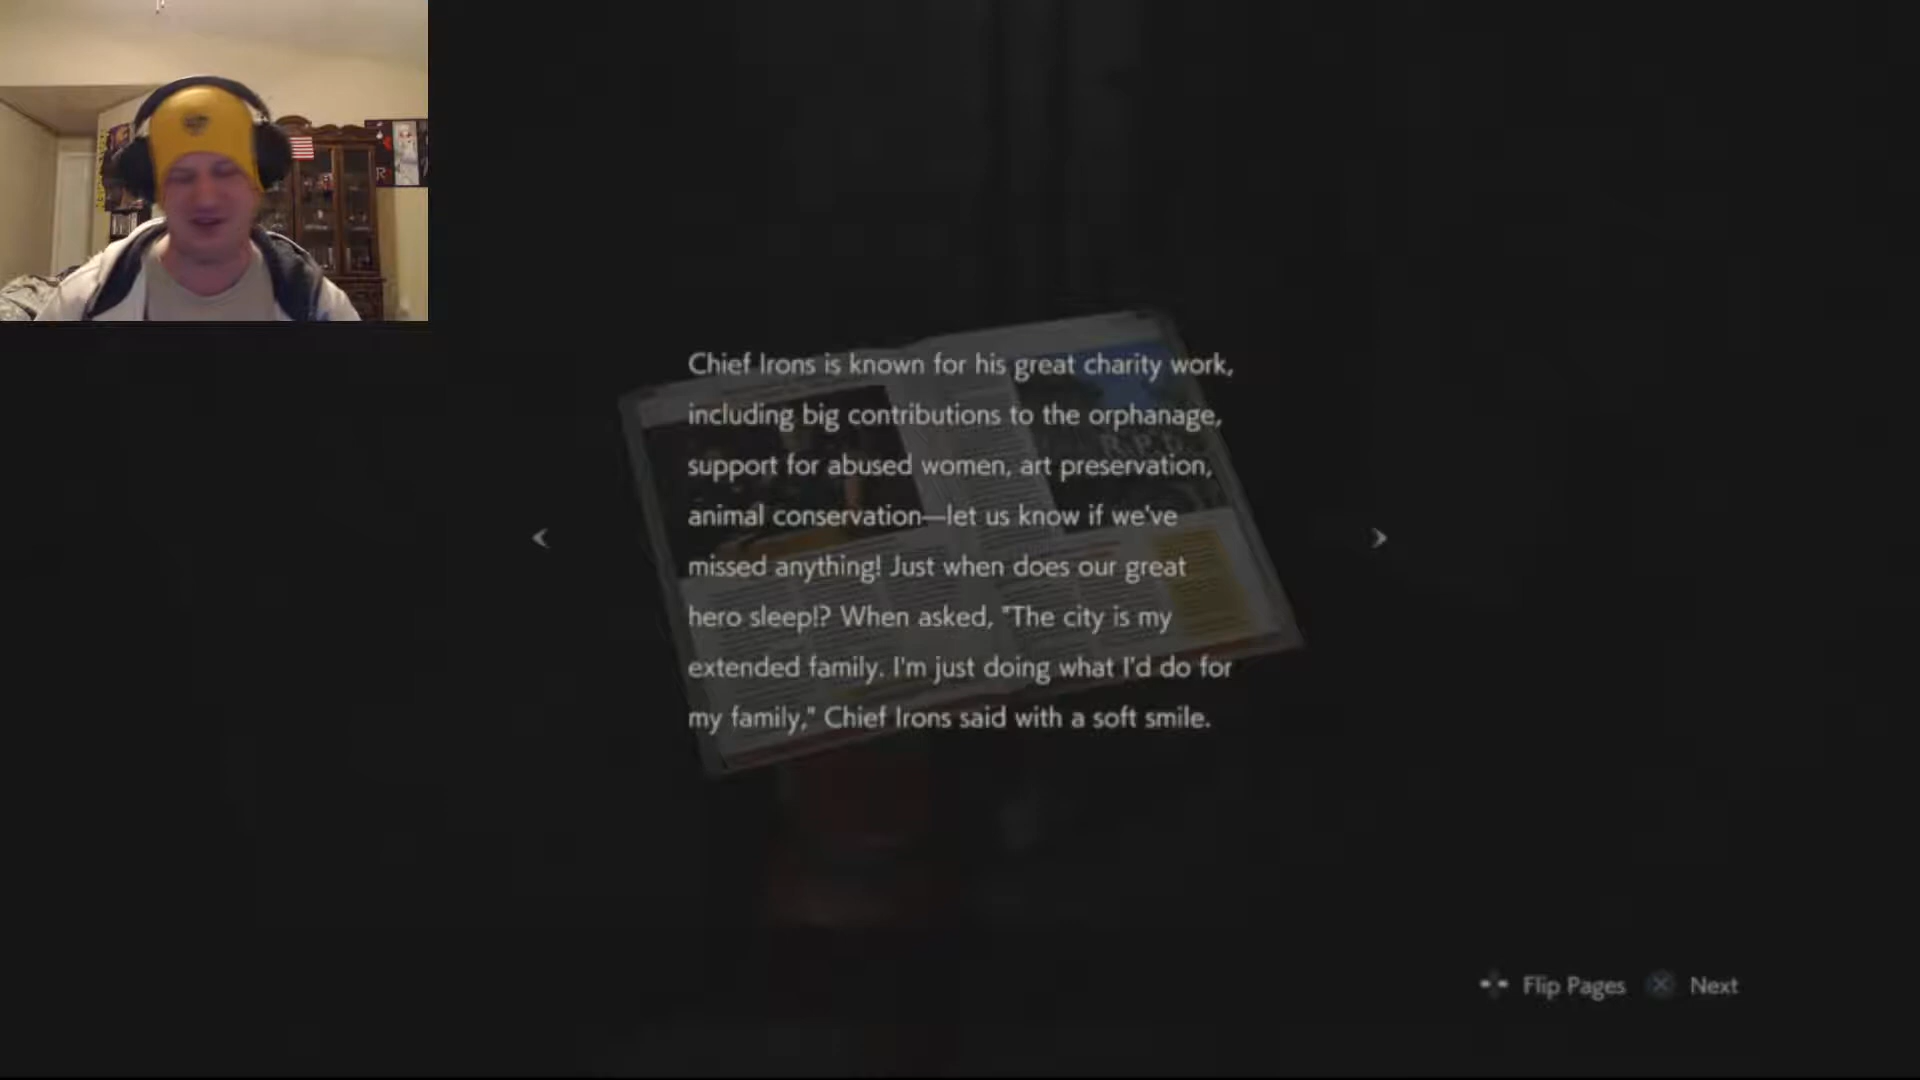 Chief Irons is known for his great charity work,
including big contributions to the orphanage,
support for abused women, art preservation,
animal conservation—let us know if we've
missed anything! Just when does our great
hero sleep!? When asked, "The city is my
extended family. I'm just doing what I'd do for
my family," Chief Irons said with a soft smile.
R.P.D.
Flip Pages Next